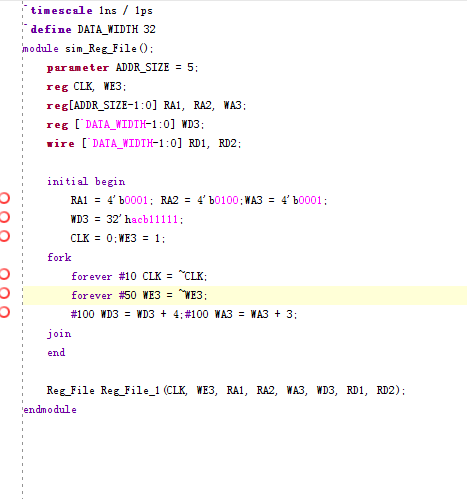 `timescale 1ns / 1ps
`define DATA_WIDTH 32
module sim_Reg_File();
parameter ADDR_SIZE = 5;
reg CLK, WE3;
reg[ADDR_SIZE-1:0] RA1, RA2, WA3;
reg [`DATA_WIDTH-1:0] WD3;
wire [`DATA_WIDTH-1:0] RD1, RD2;
initial begin
RA1 = 4'b0001; RA2 = 4'b0100;WA3 = 4'b0001;
WD3 = 32'hacb11111;
CLK = 0;WE3 = 1;
fork
forever #10 CLK = ~CLK;
forever #50 WE3 = ~WE3;
#100 WD3 = WD3 + 4;#100 WA3 = WA3 + 3;
join
end
Reg_File Reg_File_1(CLK, WE3, RA1, RA2, WA3, WD3, RD1, RD2);
endmodule